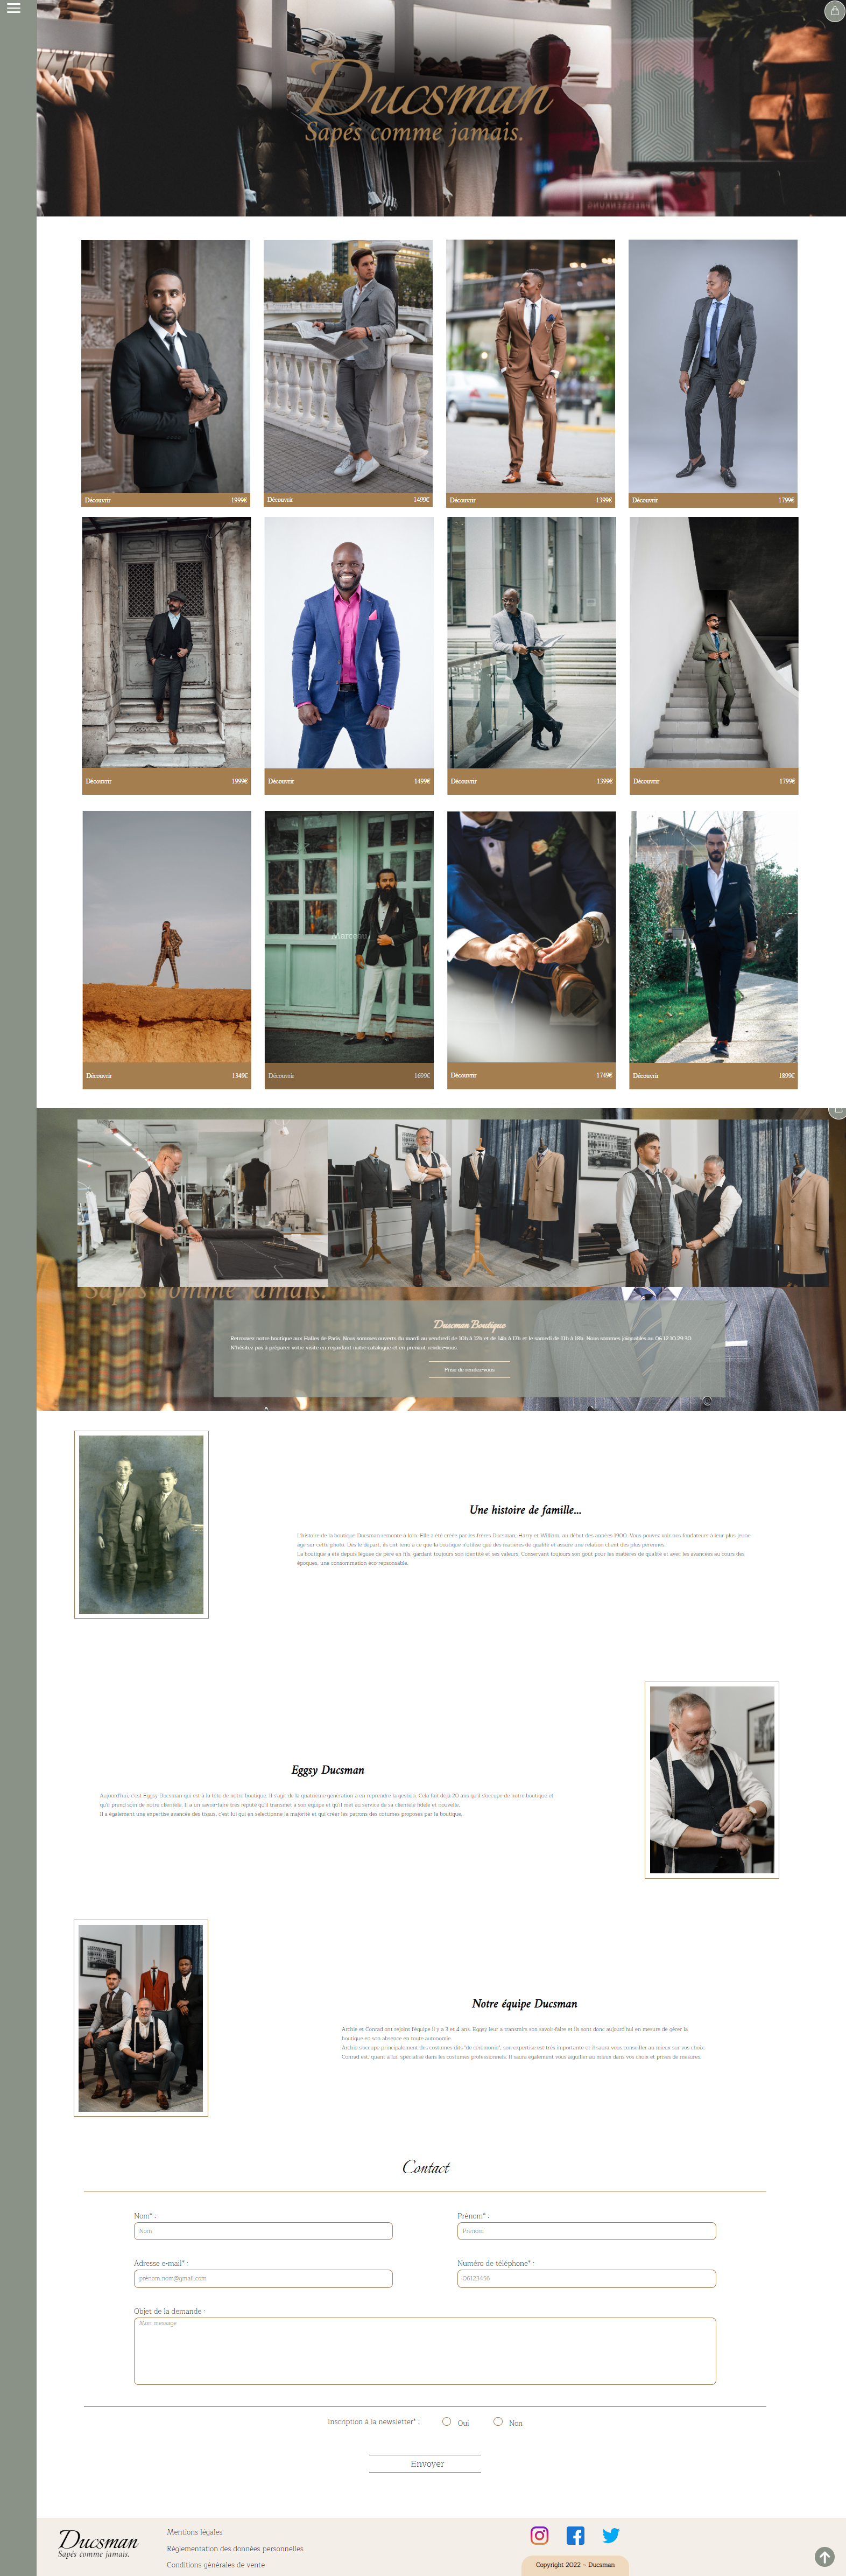 Ducsman
Sapés comme jamais.
Découvrir 1999€
Découvrir 1499€
Découvrir 1399€
Découvrir 1799€
Découvrir 1999€
Découvrir 1499€
Découvrir 1399€
Découvrir 1799€
Marceau
Découvrir 1349€
Découvrir 1699€
Découvrir 1749€
Découvrir 1899€
Sapés comme jamais.
Ducsman Boutique
Retrouvez notre boutique aux Halles de Paris. Nous sommes ouverts du mardi au vendredi de 10h à 12h et de 14h à 17h et le samedi de 12h à 18h. Nous sommes joignables au 06.12.10.29.30.
N'hésitez pas à préparer votre visite en regardant notre catalogue et en prenant rendez-vous.
Prise de rendez-vous
Une histoire de famille...
L'histoire de la boutique Ducsman remonte à loin. Elle a été créée par les frères Ducsman, Harry et William, au début des années 1900. Vous pouvez voir nos fondateurs à leur plus jeune
âge sur cette photo. Dès le départ, ils ont tenu à ce que la boutique n'utilise que des matières de qualité et assure une relation client des plus perennes.
La boutique a été depuis léguée de père en fils, gardant toujours son identité et ses valeurs. Conservant toujours son goût pour les matières de qualité et avec les avancées au cours des
époques, une consommation éco-responsable
Eggsy Ducsman
Aujourd'hui, c'est Eggsy Ducsman qui est à la tête de notre boutique. Il s'agit de la quatrième génération à en reprendre la gestion. Cela fait déjà 20 ans qu'il s'occupe de notre boutique et
qu'il prend soin de notre clientèle. Il a un savoir-faire très réputé qu'il transmet à son équipe et qu'il met au service de sa clientèle fidèle et nouvelle.
Il a également une expertise avancée des tissus, c'est lui qui en sélectionne la majorité et qui créer les patrons des cotumes proposés par la boutique.
Notre équipe Ducsman
Archie et Conrad ont rejoint l'équipe il y a 3 et 4 ans. Eggsy leur a transmis son savoir-faire et ils sont donc aujourd'hui en mesure de gérer la
boutique en son absence en toute autonomie.
Archie s'occupe principalement des costumes dits "de cérémonie", son expertise est très importante et il saura vous conseiller au mieux sur vos choix.
Conrad est, quant à lui, spécialisé dans les costumes professionnels. Il saura également vous aiguiller au mieux dans vos choix et prises de mesures.
Contact
Nom* :
Nom
Prénom* :
Prénom
Adresse e-mail* :
prénom.nom@gmail.com
Numéro de téléphone* :
06123456
Objet de la demande :
Mon message
Inscription à la newsletter* : Oui Non
Envoyer
Ducsman
Sapés comme jamais.
Mentions légales
Règlementation des données personnelles
Conditions générales de vente
Copyright 2022 - Ducsman